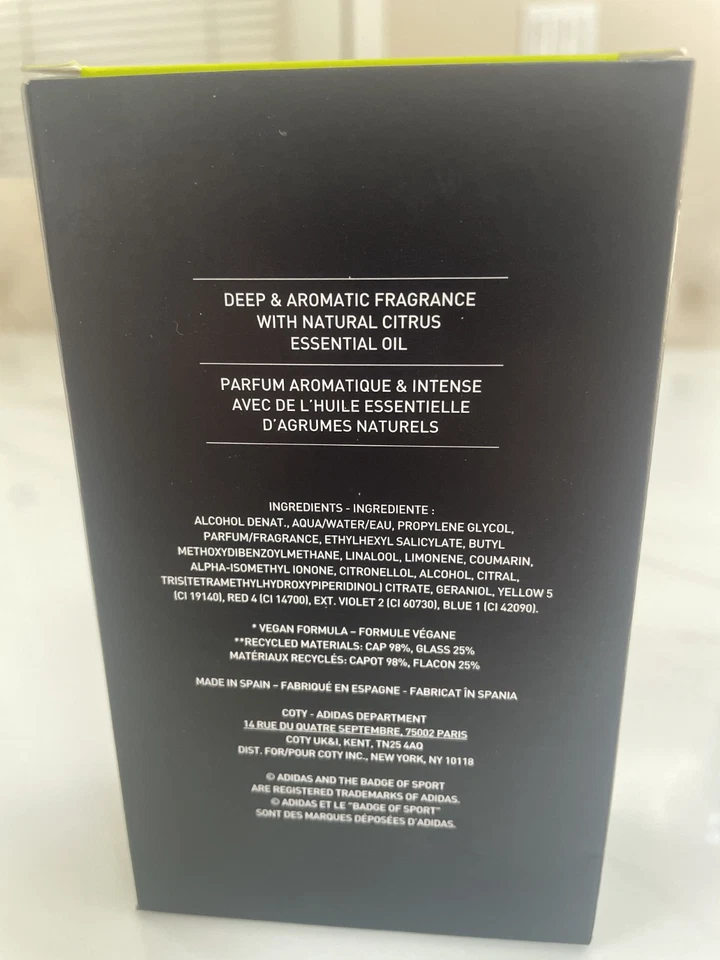 DEEP & AROMATIC FRAGRANCE
WITH NATURAL CITRUS
ESSENTIAL OIL
PARFUM AROMATIQUE & INTENSE
AVEC DE L'HUILE ESSENTIELLE
D'AGRUMES NATURELS
INGREDIENTS - INGREDIENTE :
ALCOHOL DENAT., AQUA/WATER/EAU, PROPYLENE GLYCOL,
PARFUM/FRAGRANCE, ETHYLHEXYL SALICYLATE, BUTYL
METHOXYDIBENZOYLMETHANE, LINALOOL, LIMONENE, COUMARIN,
ALPHA-ISOMETHYL IONONE, CITRONELLOL, ALCOHOL, CITRAL,
TRIS(TETRAMETHYLHYDROXYPIPERIDINOL) CITRATE, GERANIOL, YELLOW 5
(CI 19140), RED 4 (CI 14700), EXT. VIOLET 2 (CI 60730), BLUE 1 (CI 42090).
* VEGAN FORMULA – FORMULE VÉGANE
**RECYCLED MATERIALS: CAP 98%, GLASS 25%
MATÉRIAUX RECYCLÉS: CAPOT 98%, FLACON 25%
MADE IN SPAIN – FABRIQUÉ EN ESPAGNE - FABRICAT ÎN SPANIA
COTY - ADIDAS DEPARTMENT
14 RUE DU QUATRE SEPTEMBRE, 75002 PARIS
COTY UK&I, KENT, TN25 4AQ
DIST. FOR/POUR COTY INC., NEW YORK, NY 10118
© ADIDAS AND THE BADGE OF SPORT
ARE REGISTERED TRADEMARKS OF ADIDAS.
© ADIDAS ET LE "BADGE OF SPORT"
SONT DES MARQUES DÉPOSÉES D'ADIDAS.